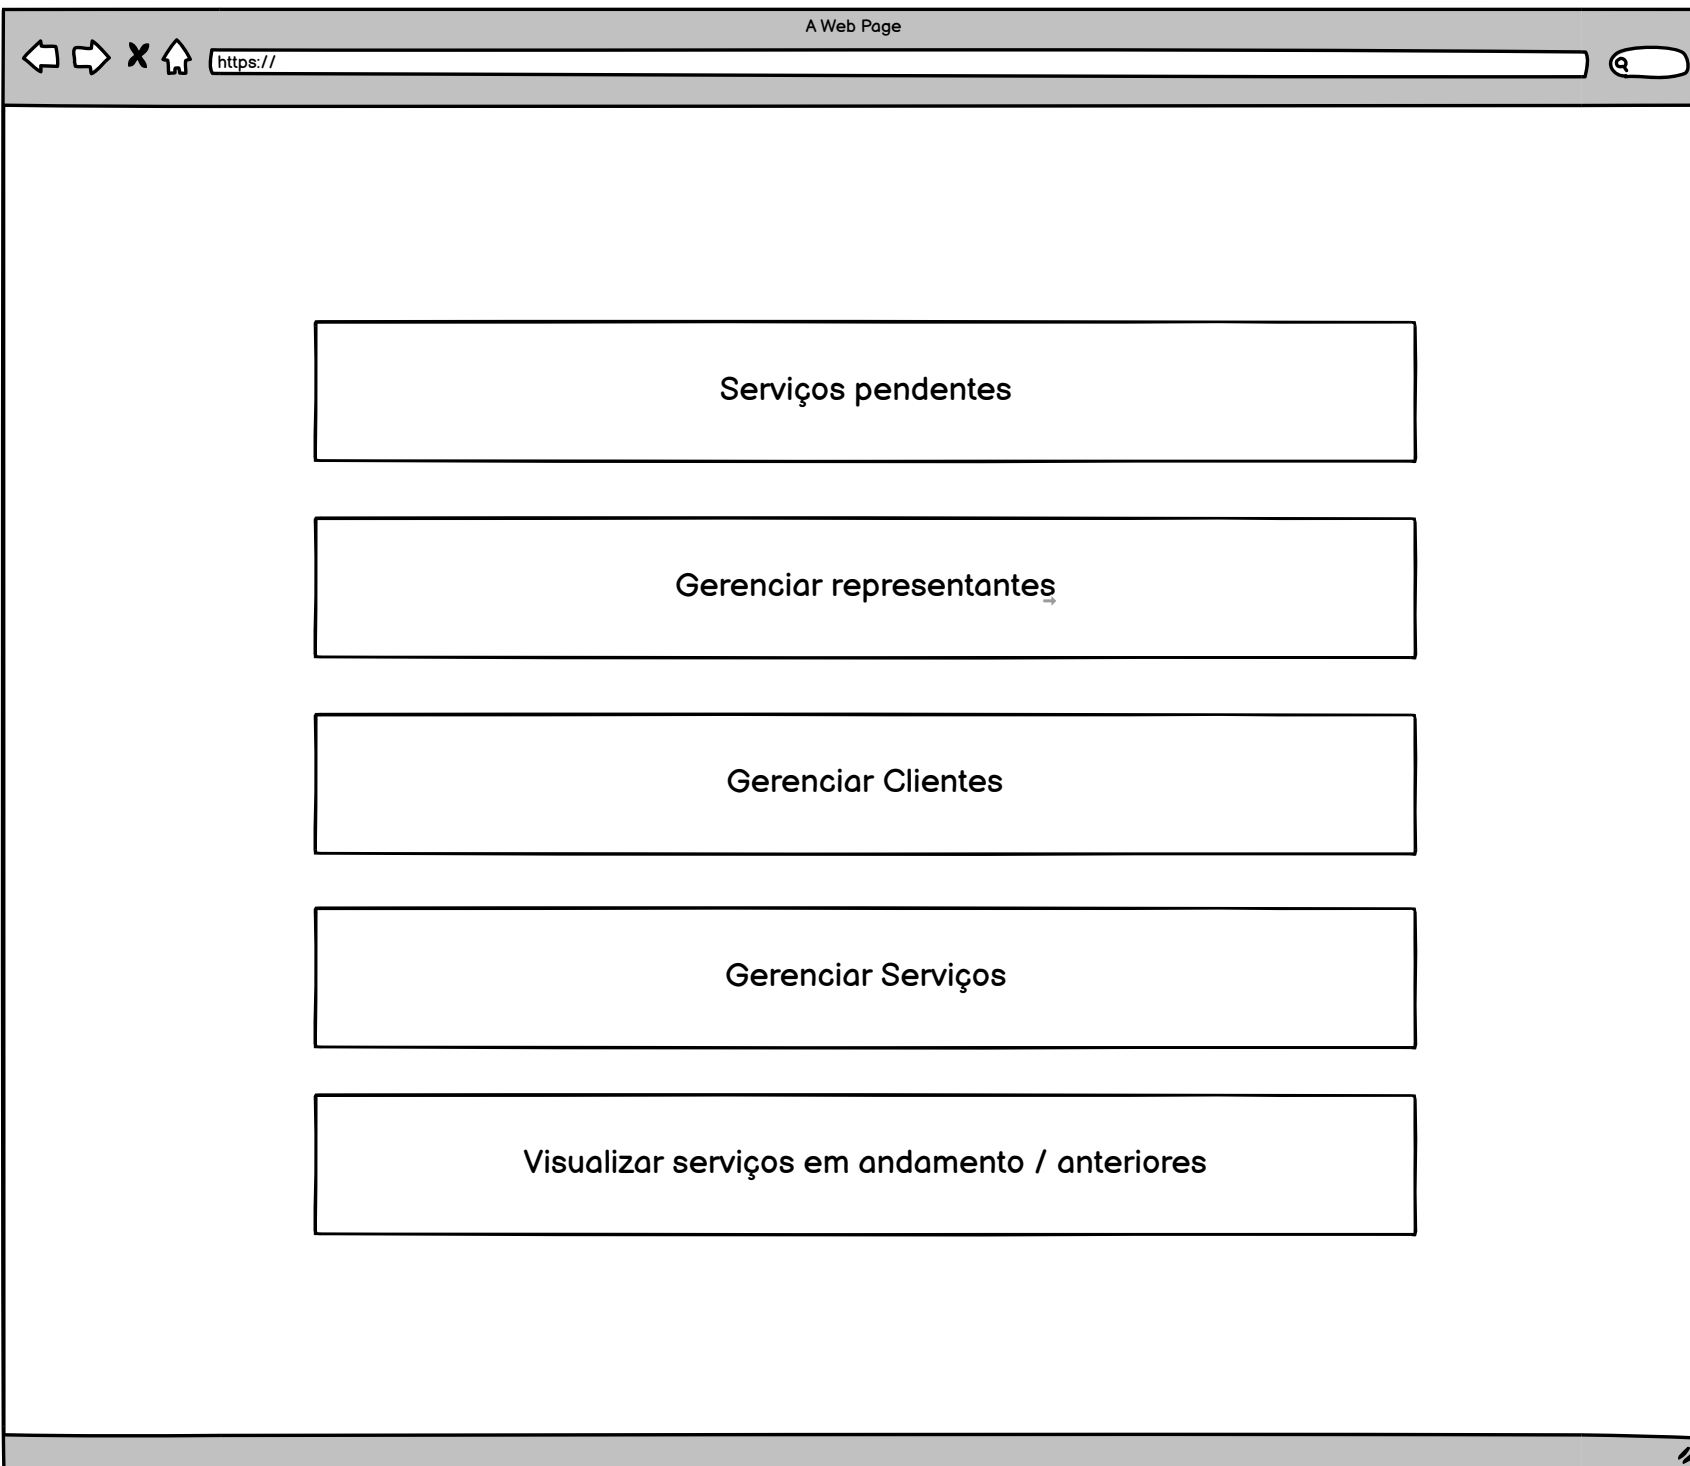 A Web Page
https://
Serviços pendentes
Gerenciar representantes
Gerenciar Clientes
Gerenciar Serviços
Visualizar serviços em andamento / anteriores